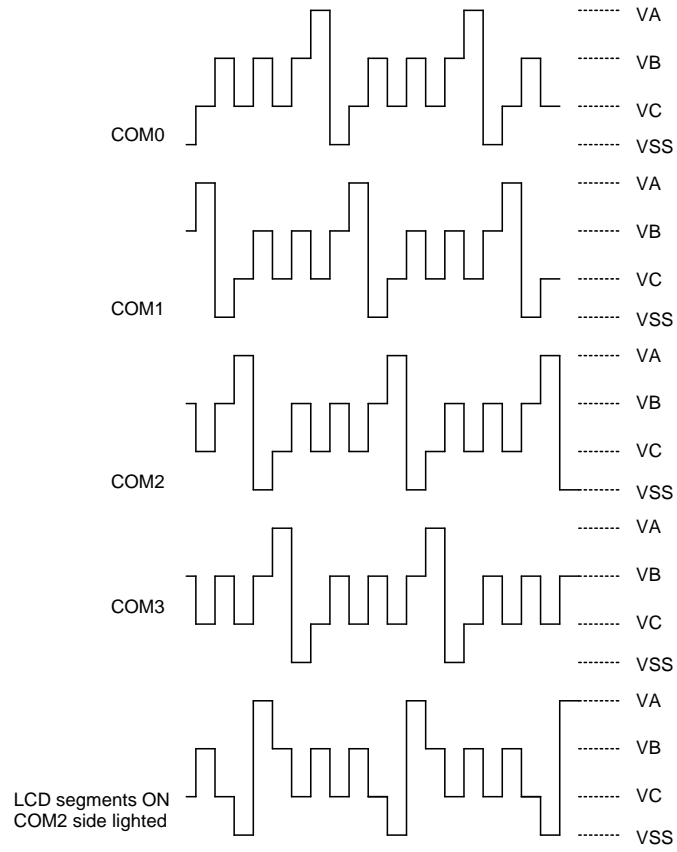 VA
VB
VC
COM0
VSS
VA
VB
VC
COM1
VSS
VA
VB
VC
COM2
VSS
VA
VB
COM3
VC
VSS
VA
VB
LCD segments ON
VC
COM2 side lighted
VSS